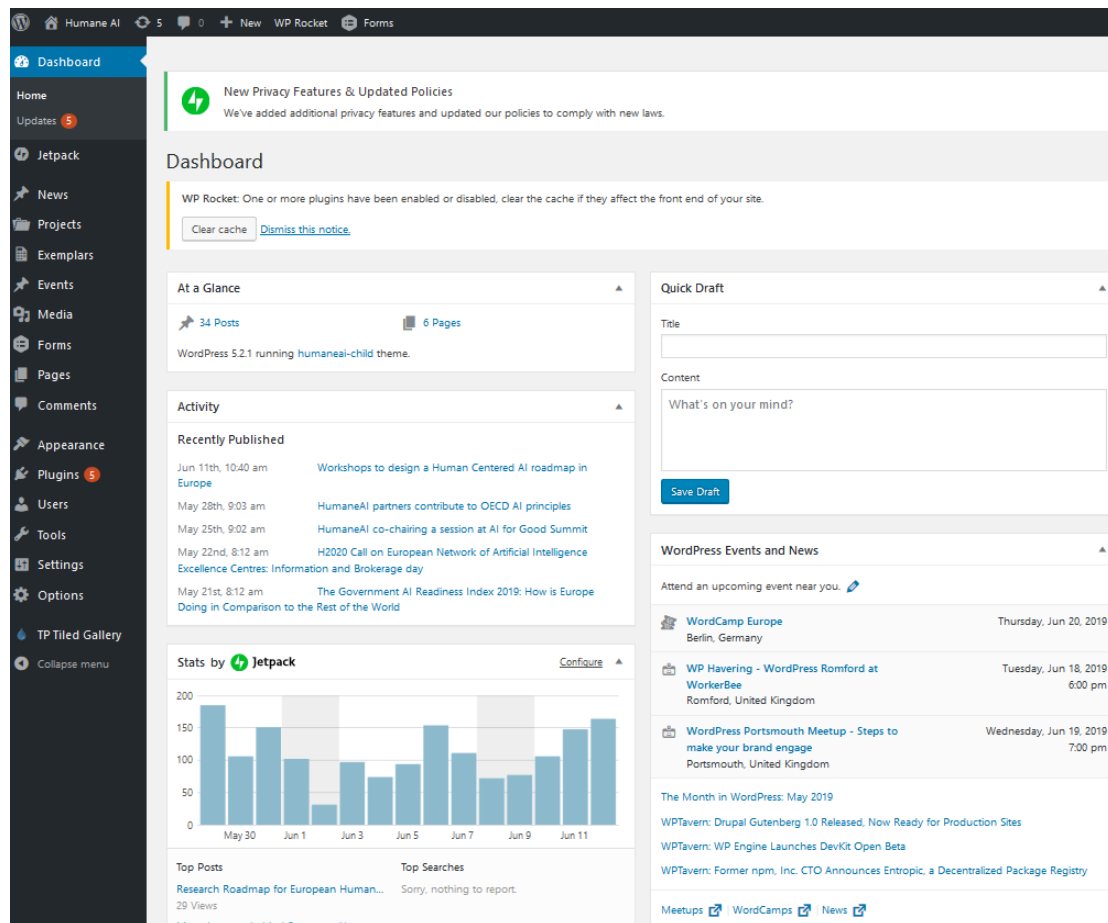 Humane AI 5 0 New WP Rocket Forms
Dashboard
Home
Updates 5
Jetpack
News
Projects
Exemplars
Events
Media
Forms
Pages
Comments
Appearance
Plugins 5
Users
Tools
Settings
Options
TP Tiled Gallery
Collapse menu
New Privacy Features & Updated Policies
We've added additional privacy features and updated our policies to comply with new laws.
Dashboard
WP Rocket: One or more plugins have been enabled or disabled, clear the cache if they affect the front end of your site.
Clear cache Dismiss this notice.
At a Glance
34 Posts 6 Pages
WordPress 5.2.1 running humaneai-child theme.
Activity
Recently Published
Jun 11th, 10:40 am Workshops to design a Human Centered AI roadmap in
Europe
May 28th, 9:03 am HumaneAI partners contribute to OECD AI principles
May 25th, 9:02 am HumaneAI co-chairing a session at AI for Good Summit
May 22nd, 8:12 am H2020 Call on European Network of Artificial Intelligence
Excellence Centres: Information and Brokerage day
May 21st, 8:12 am The Government AI Readiness Index 2019: How is Europe
Doing in Comparison to the Rest of the World
Stats by Jetpack Configure
200
150
100
50
0
May 30 Jun 1 Jun 3 Jun 5 Jun 7 Jun 9 Jun 11
Top Posts Top Searches
Research Roadmap for European Human... Sorry, nothing to report.
29 Views
Quick Draft
Title
Content
What's on your mind?
Save Draft
WordPress Events and News
Attend an upcoming event near you.
WordCamp Europe Thursday, Jun 20, 2019
Berlin, Germany
WP Havering - WordPress Romford at Tuesday, Jun 18, 2019
WorkerBee 6:00 pm
Romford, United Kingdom
WordPress Portsmouth Meetup - Steps to Wednesday, Jun 19, 2019
make your brand engage 7:00 pm
Portsmouth, United Kingdom
The Month in WordPress: May 2019
WPTavern: Drupal Gutenberg 1.0 Released, Now Ready for Production Sites
WPTavern: WP Engine Launches DevKit Open Beta
WPTavern: Former npm, Inc. CTO Announces Entropic, a Decentralized Package Registry
Meetups WordCamps News